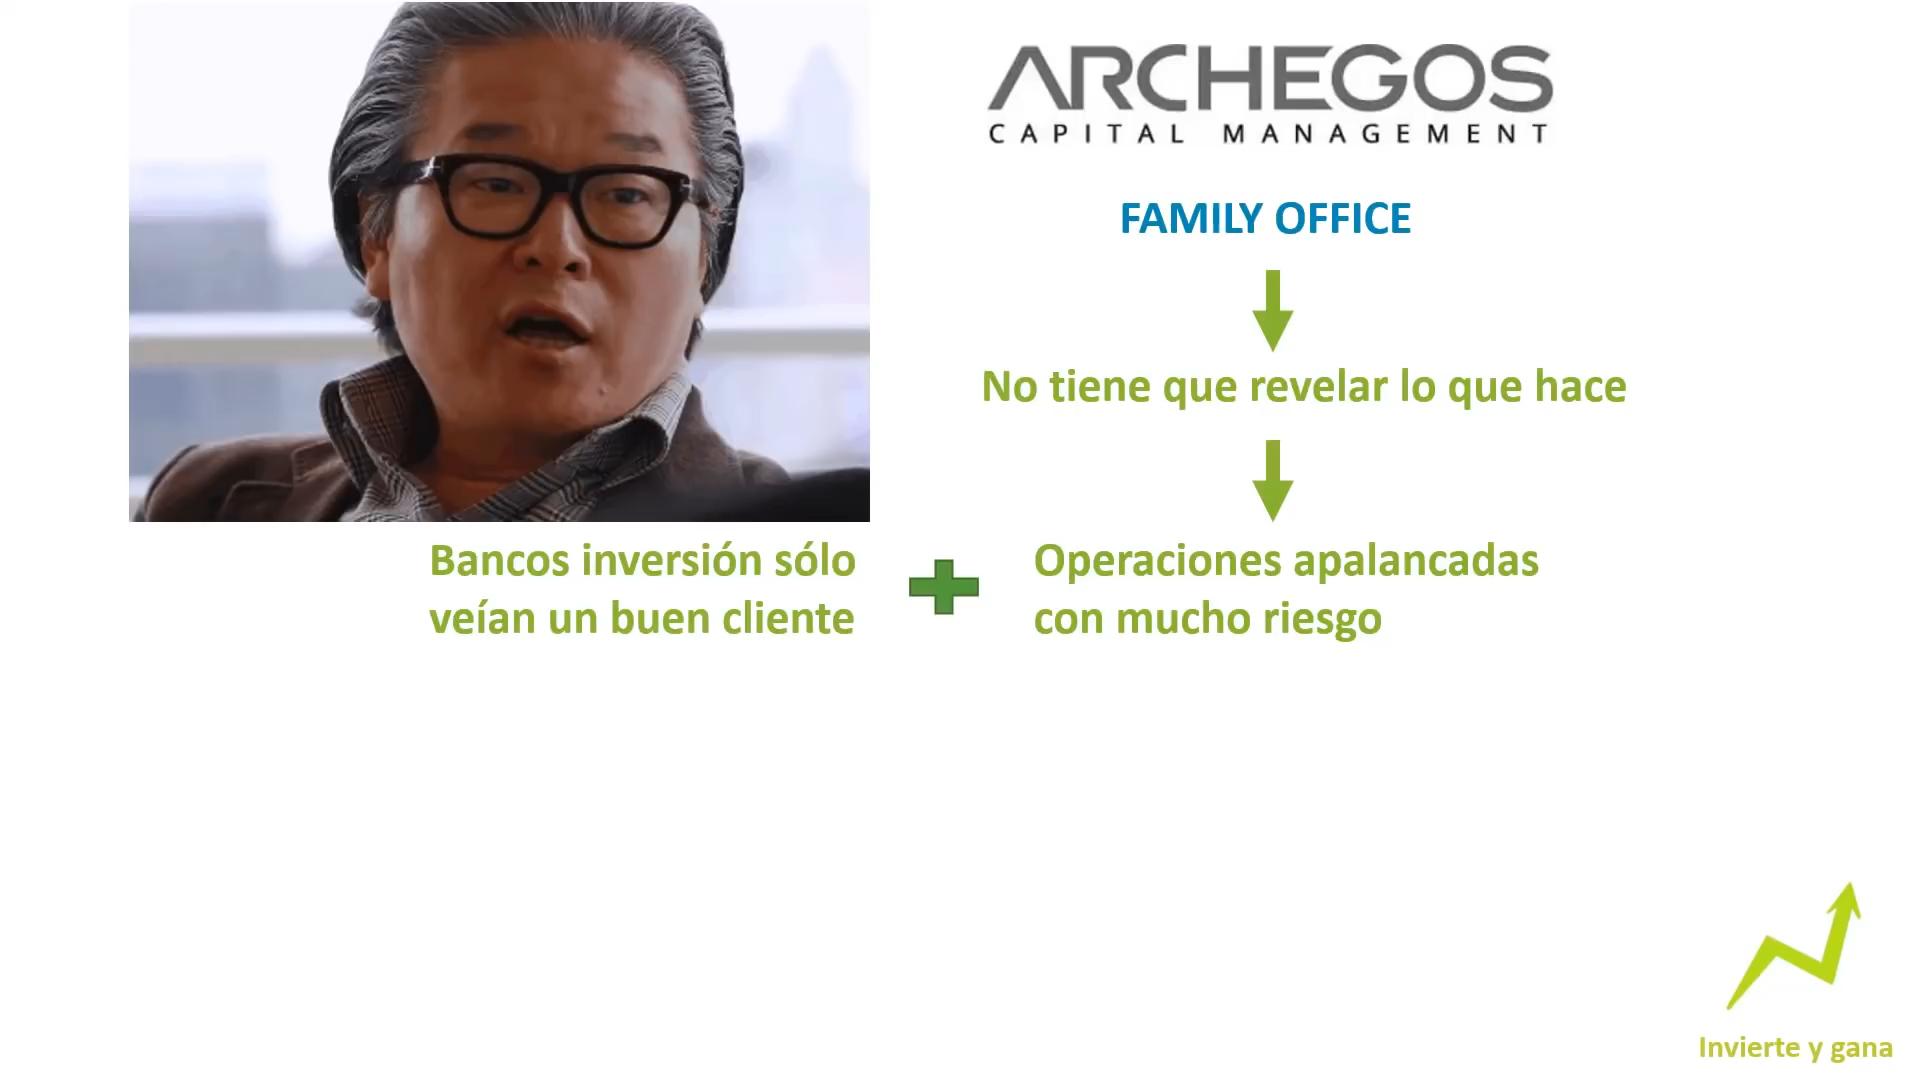 ARCHEGOS
CAPITAL MANAGEMENT
FAMILY OFFICE
No tiene que revelar lo que hace
Bancos inversión sólo
veían un buen cliente
Operaciones apalancadas
con mucho riesgo
Invierte y gana